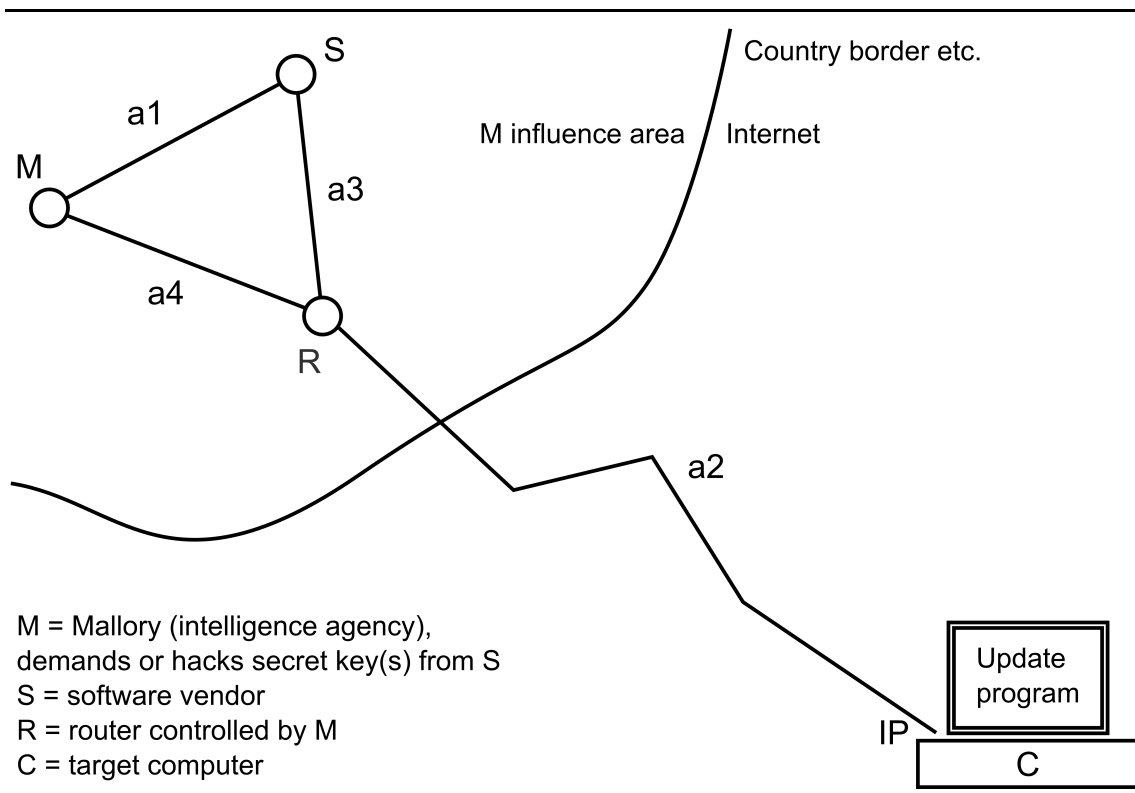 S
Country border etc.
a1
M influence area
Internet
M
a3
a4
R
a2
M = Mallory (intelligence agency),
demands or hacks secret key(s) from S
S = software vendor
R = router controlled by M
C = target computer
Update
program
IP
C